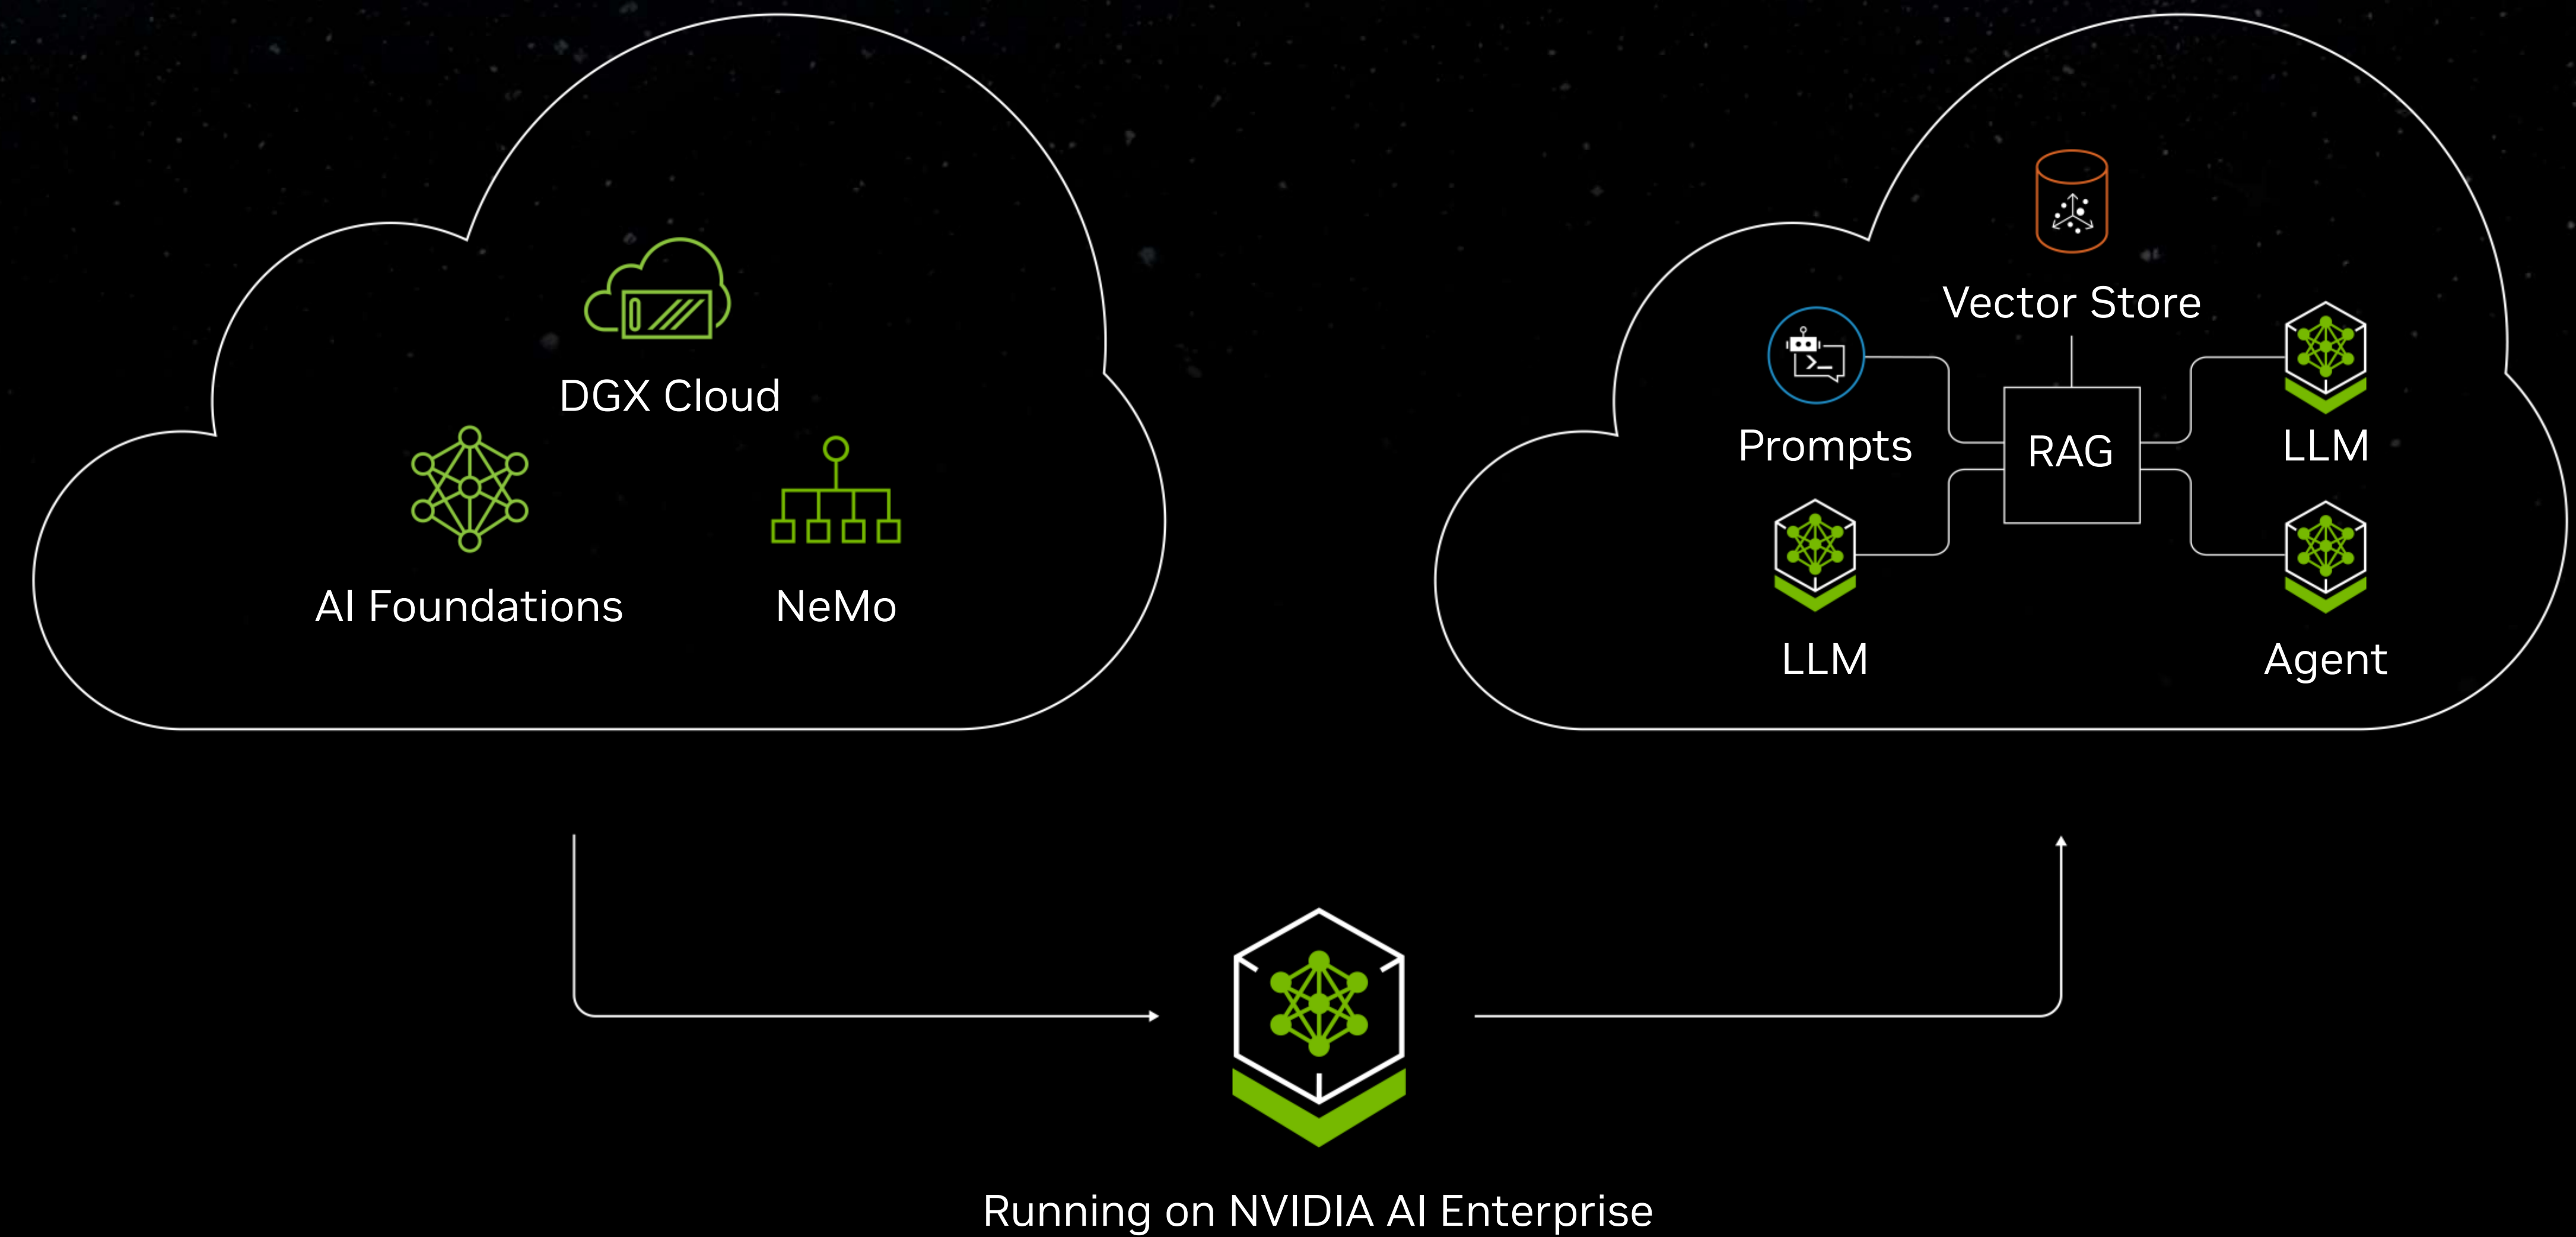 DGX Cloud
AI Foundations
NeMo
Vector Store
Prompts
RAG
LLM
LLM
Agent
Running on NVIDIA AI Enterprise